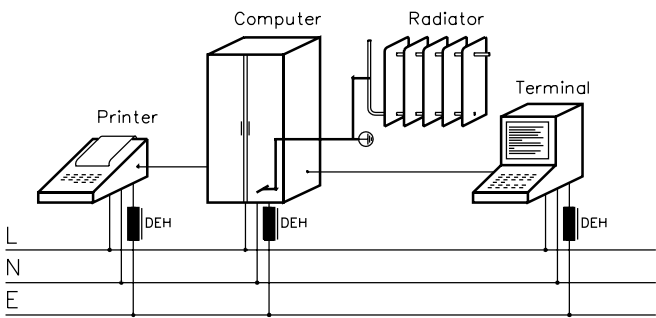 Computer
Radiator
Terminal
Printer
DEH
DEH
DEH
L
N
E